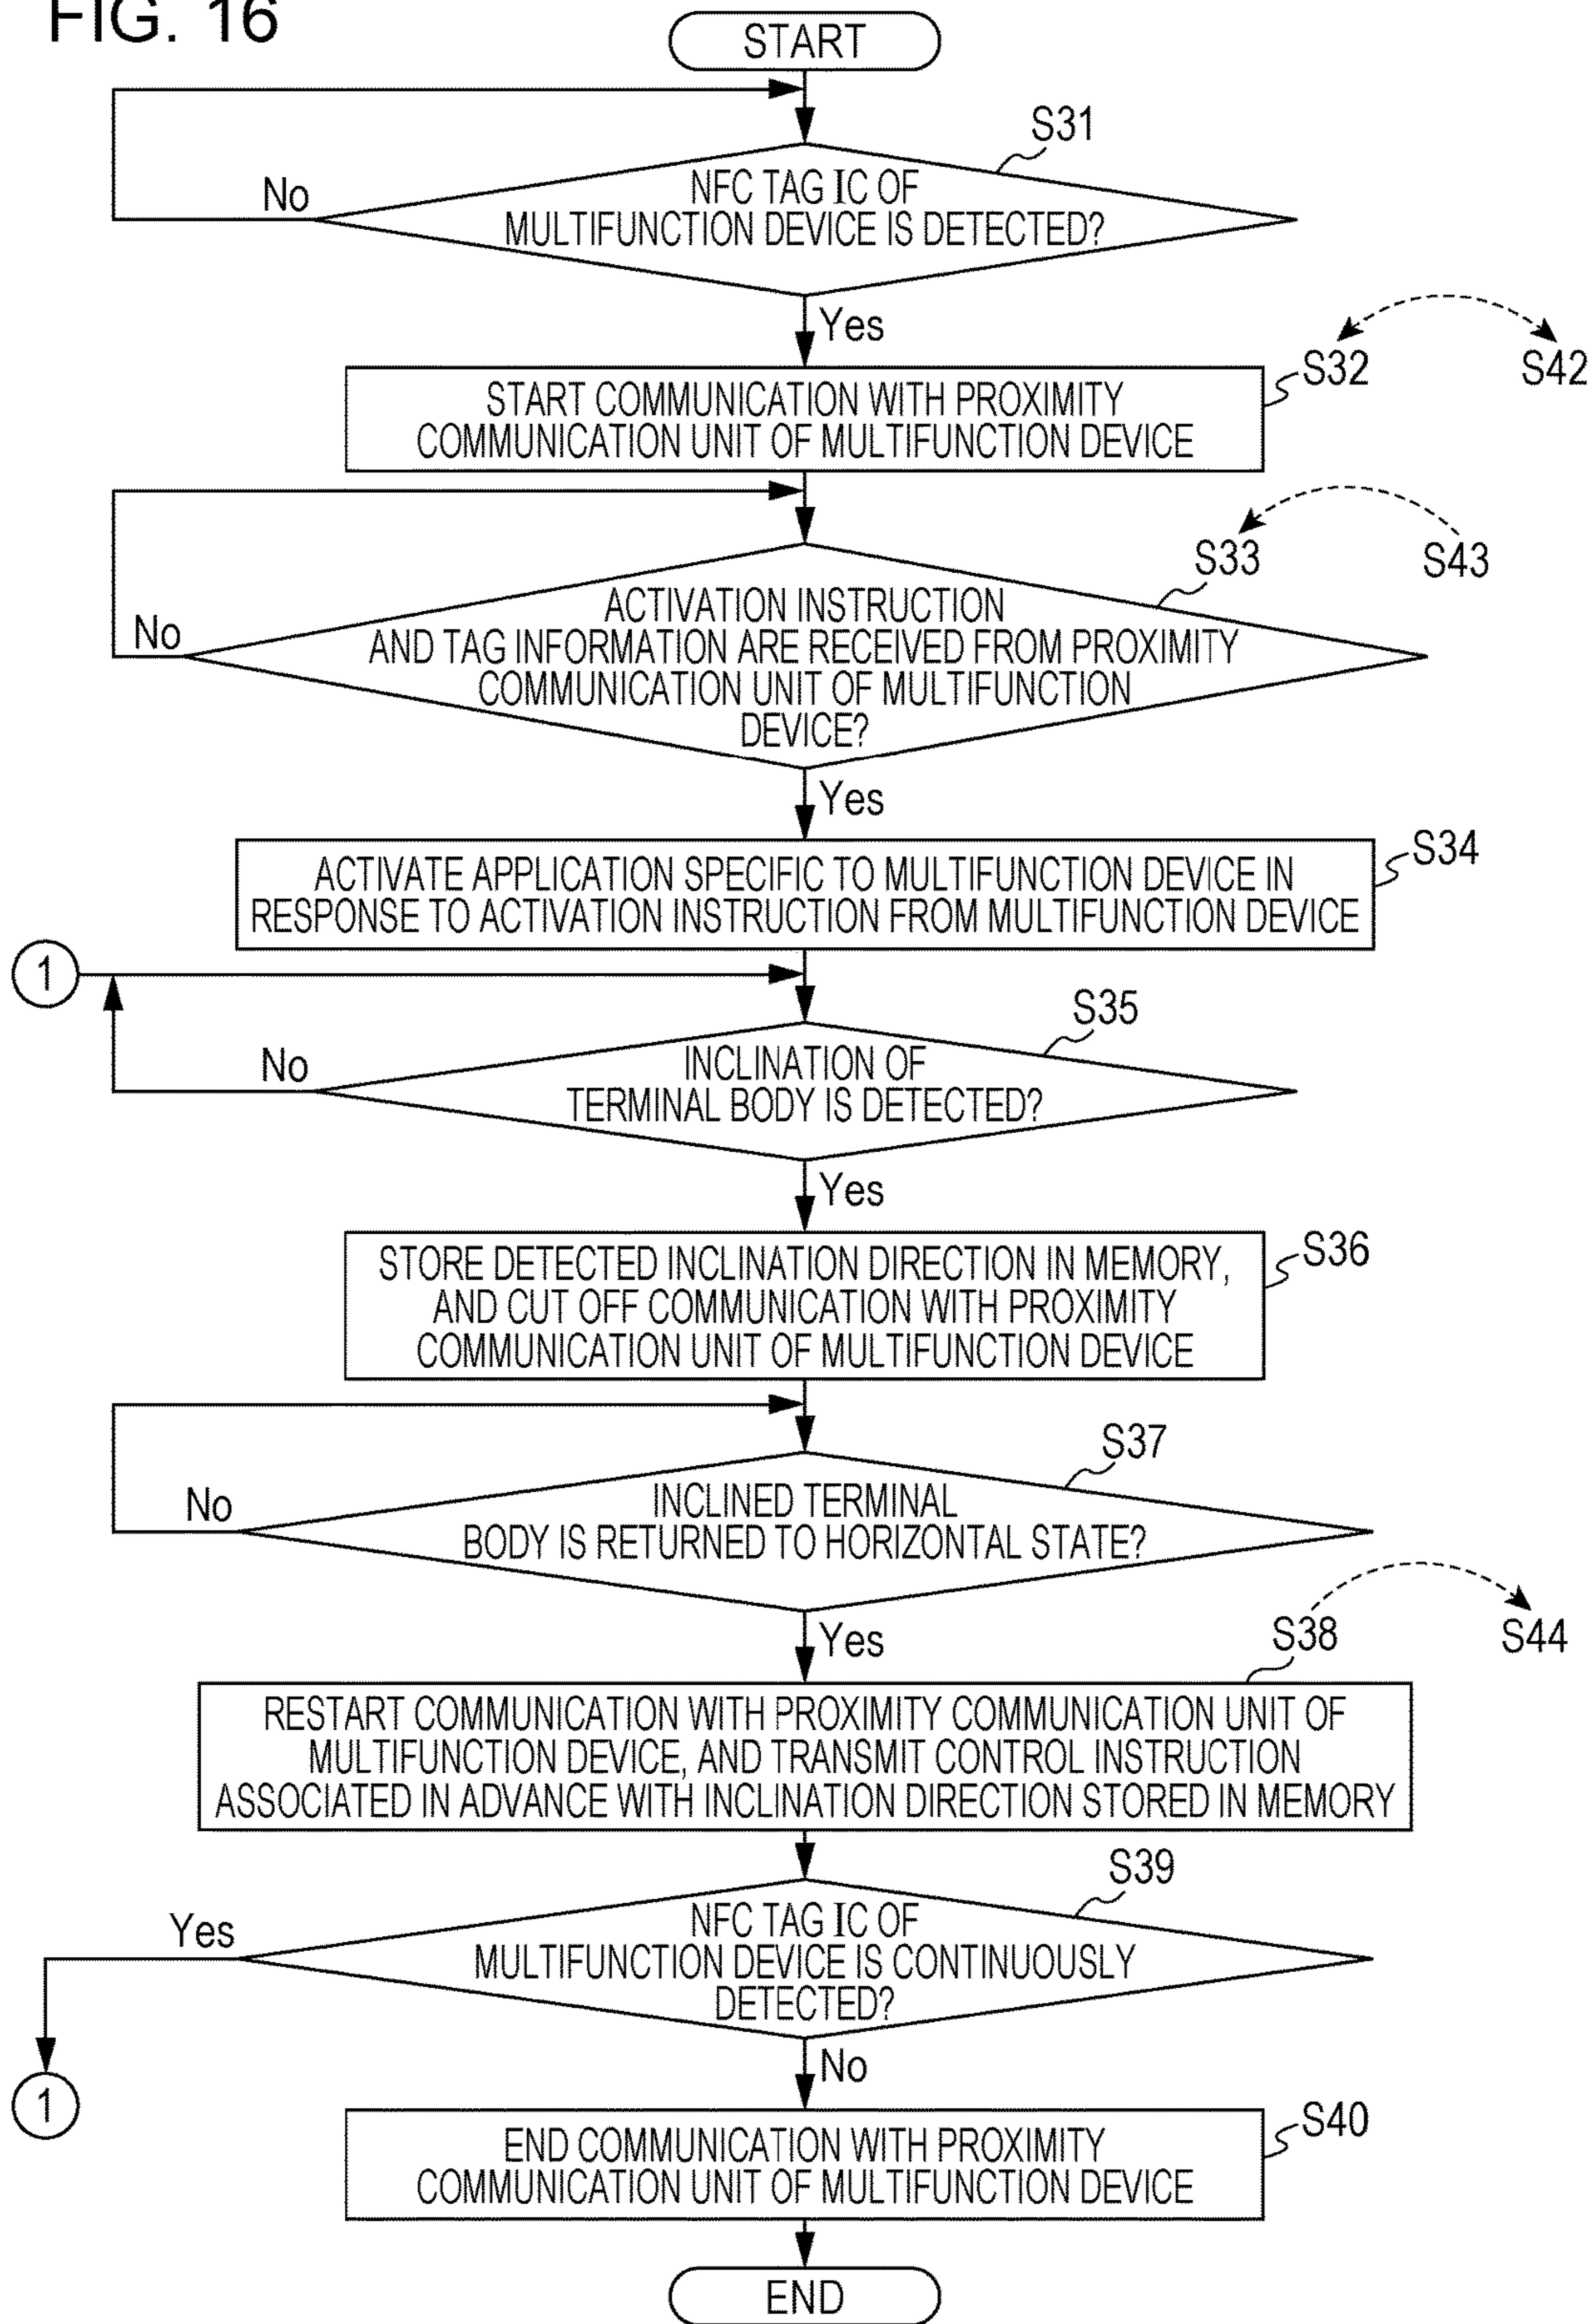 FIG. 16
START
S31
NFC TAG IC OF
MULTIFUNCTION DEVICE IS DETECTED?
No
Yes
S32
S42
START COMMUNICATION WITH PROXIMITY
COMMUNICATION UNIT OF MULTIFUNCTION DEVICE
S33
S43
ACTIVATION INSTRUCTION
AND TAG INFORMATION ARE RECEIVED FROM PROXIMITY
COMMUNICATION UNIT OF MULTIFUNCTION
DEVICE?
No
Yes
S34
ACTIVATE APPLICATION SPECIFIC TO MULTIFUNCTION DEVICE IN
RESPONSE TO ACTIVATION INSTRUCTION FROM MULTIFUNCTION DEVICE
1
S35
INCLINATION OF
TERMINAL BODY IS DETECTED?
No
Yes
S36
STORE DETECTED INCLINATION DIRECTION IN MEMORY,
AND CUT OFF COMMUNICATION WITH PROXIMITY
COMMUNICATION UNIT OF MULTIFUNCTION DEVICE
S37
INCLINED TERMINAL
BODY IS RETURNED TO HORIZONTAL STATE?
No
Yes
S38
S44
RESTART COMMUNICATION WITH PROXIMITY COMMUNICATION UNIT OF
MULTIFUNCTION DEVICE, AND TRANSMIT CONTROL INSTRUCTION
ASSOCIATED IN ADVANCE WITH INCLINATION DIRECTION STORED IN MEMORY
S39
NFC TAG IC OF
MULTIFUNCTION DEVICE IS CONTINUOUSLY
DETECTED?
Yes
No
1
S40
END COMMUNICATION WITH PROXIMITY
COMMUNICATION UNIT OF MULTIFUNCTION DEVICE
END